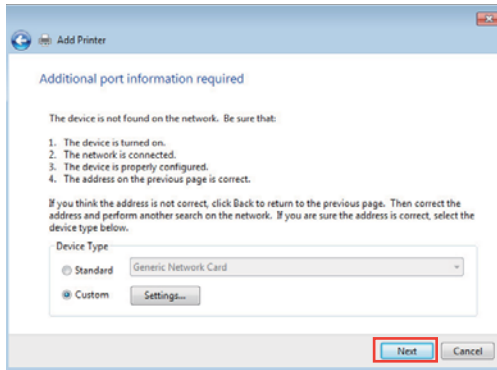 Add Printer
Additional port information required
The device is not found on the network. Be sure that:
1. The device is turned on.
2. The network is connected.
3. The device is properly configured.
4. The address on the previous page is correct.
If you think the address is not correct, click Back to return to the previous page. Then correct the
address and perform another search on the network. If you are sure the address is correct, select the
device type below.
Device Type
Standard Generic Network Card
Custom Settings...
Next Cancel